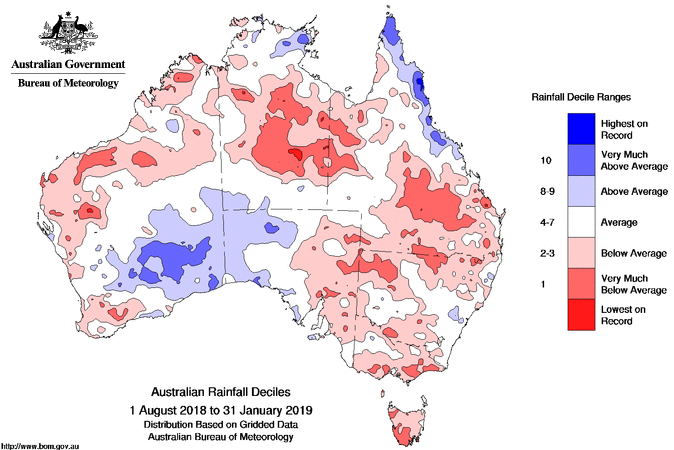 Australian Government
Bureau of Meteorology
Rainfall Decile Ranges
Highest on
Record
10
Very Much
Above Average
8-9
Above Average
4-7
Average
2-3
Below Average
1
Very Much
Below Average
Lowest on
Record
Australian Rainfall Deciles
1 August 2018 to 31 January 2019
Distribution Based on Gridded Data
Australian Bureau of Meteorology
http://www.bom.gov.au